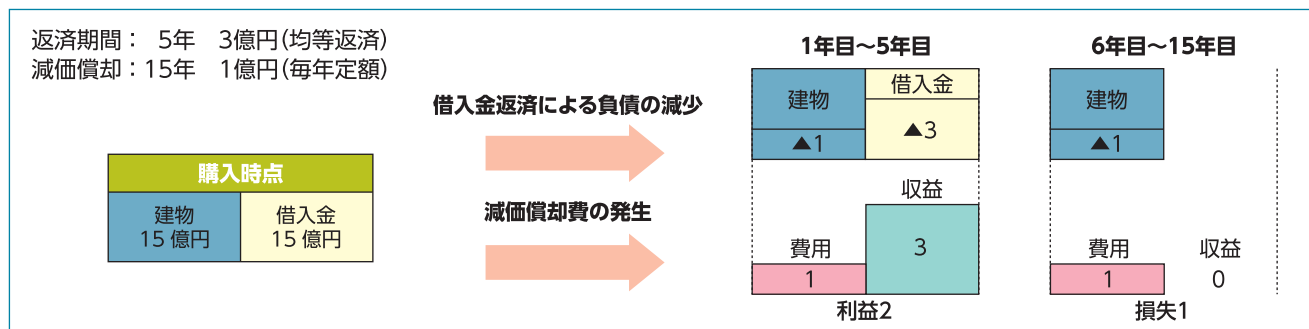 返済期間： 5年 3億円(均等返済)
減価償却：15年 1億円(毎年定額)
購入時点
建物
15 億円
借入金
15 億円
借入金返済による負債の減少
減価償却費の発生
1年目～5年目
建物
▲1
借入金
▲3
費用
1
収益
3
利益2
6年目～15年目
建物
▲1
費用
1
収益
0
損失1